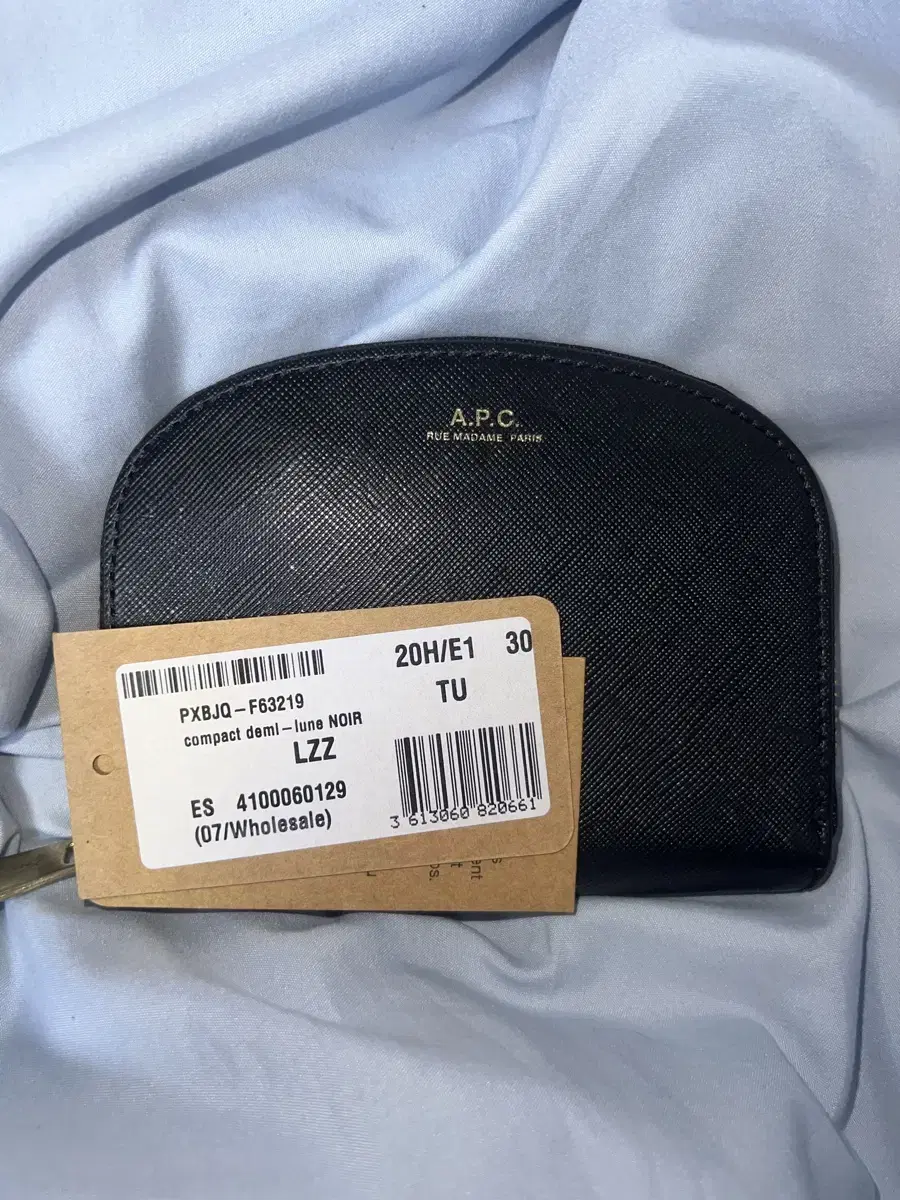 A.P.C.
RUE MADAME PARIS
20H/E1 30
TU
PXBJQ-F63219
compact demi-lune NOIR
LZZ
ES 4100060129
(07/Wholesale)
3 613060 820661